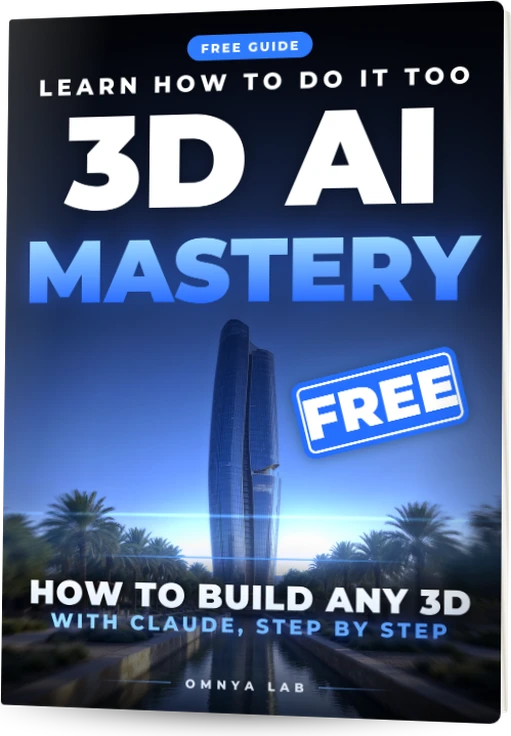 FREE GUIDE
LEARN HOW TO DO IT TOO
3D AI
MASTERY
FREE
HOW TO BUILD ANY 3D
WITH CLAUDE, STEP BY STEP
OMNYA LAB